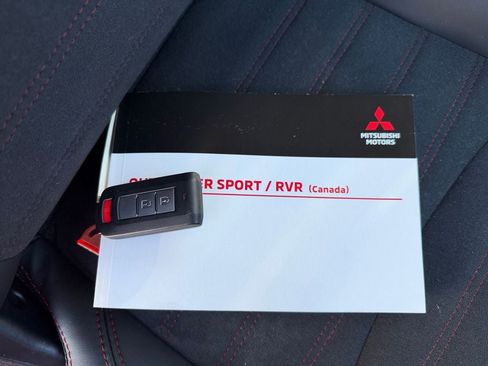 MITSUBISHI
MOTORS
SPORT / RVR (Canada)